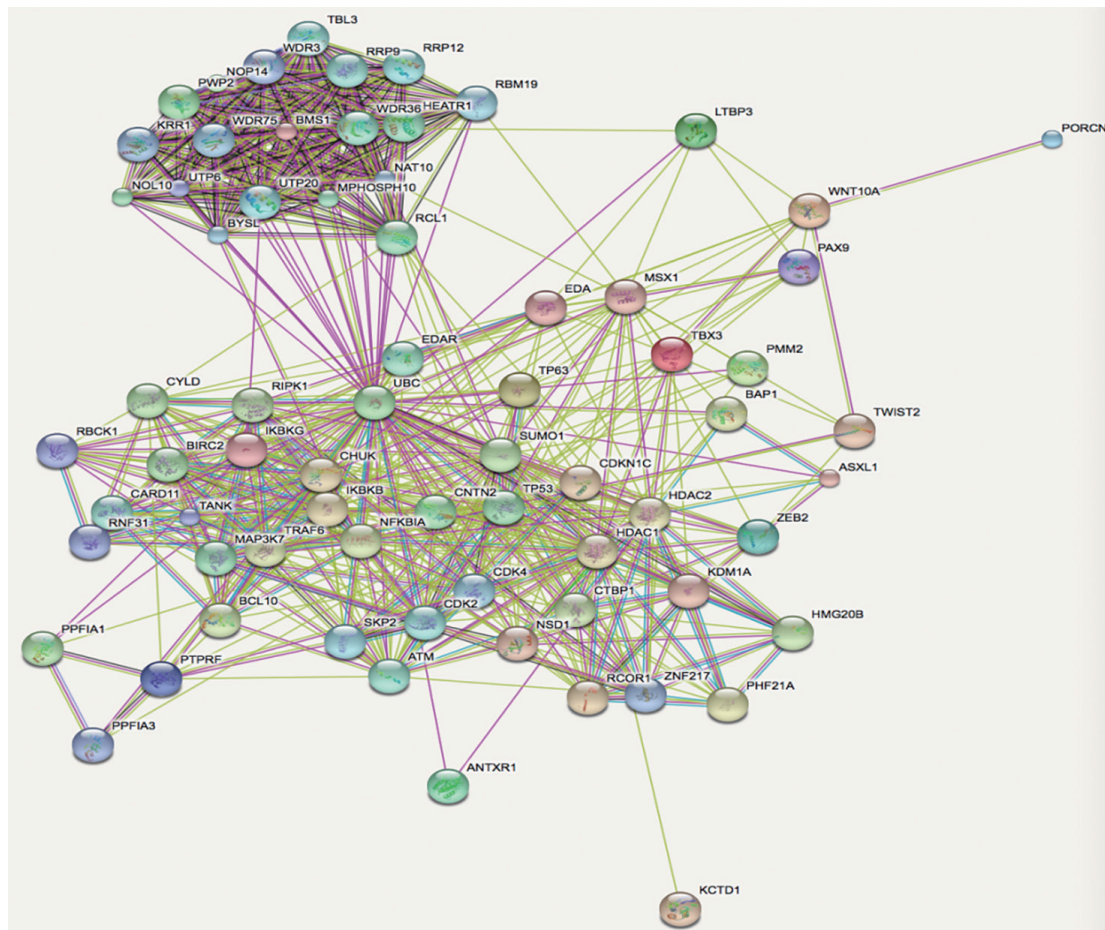 TBL3
WDR3
RRP9
RRP12
NOP14
PWP2
RBM19
HEATR1
WDR36
BMS1
WDR75
KRR1
LTBP3
PORCN
NAT10
UTP6
UTP20
MPHOSPH10
NOL10
WNT10A
BYSL
RCL1
PAX9
MSX1
EDA
TBX3
EDAR
PMM2
TP63
CYLD
RIPK1
UBC
BAP1
TWIST2
RBCK1
IKBKG
BIRC2
SUMO1
CHUK
CDKN1C
ASXL1
IKBKB
CNTN2
TP53
HDAC2
CARD11
TANK
ZEB2
RNF31
TRAF6
NFKBIA
MAP3K7
HDAC1
CDK4
KDM1A
CTBP1
CDK2
BCL10
HMG20B
SKP2
NSD1
PPFIA1
PTPRF
ATM
RCOR1
ZNF217
PHF21A
PPFIA3
ANTXR1
KCTD1